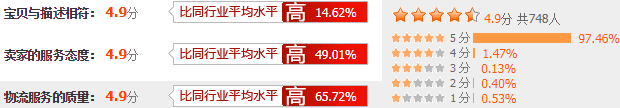 宝贝与描述相符: 4.9分 比同行业平均水平 高 14.62%
卖家的服务态度: 4.9分 比同行业平均水平 高 49.01%
物流服务的质量: 4.9分 比同行业平均水平 高 65.72%
4.9分 共748人
5分 97.46%
4分 1.47%
3分 0.13%
2分 0.40%
1分 0.53%